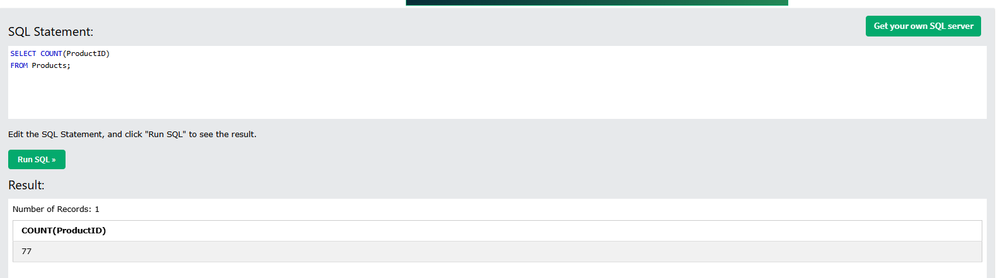 Get your own SQL server
SQL Statement:
SELECT COUNT(ProductID)
FROM Products;
Edit the SQL Statement, and click "Run SQL" to see the result.
Run SQL »
Result:
Number of Records: 1
COUNT(ProductID)
77